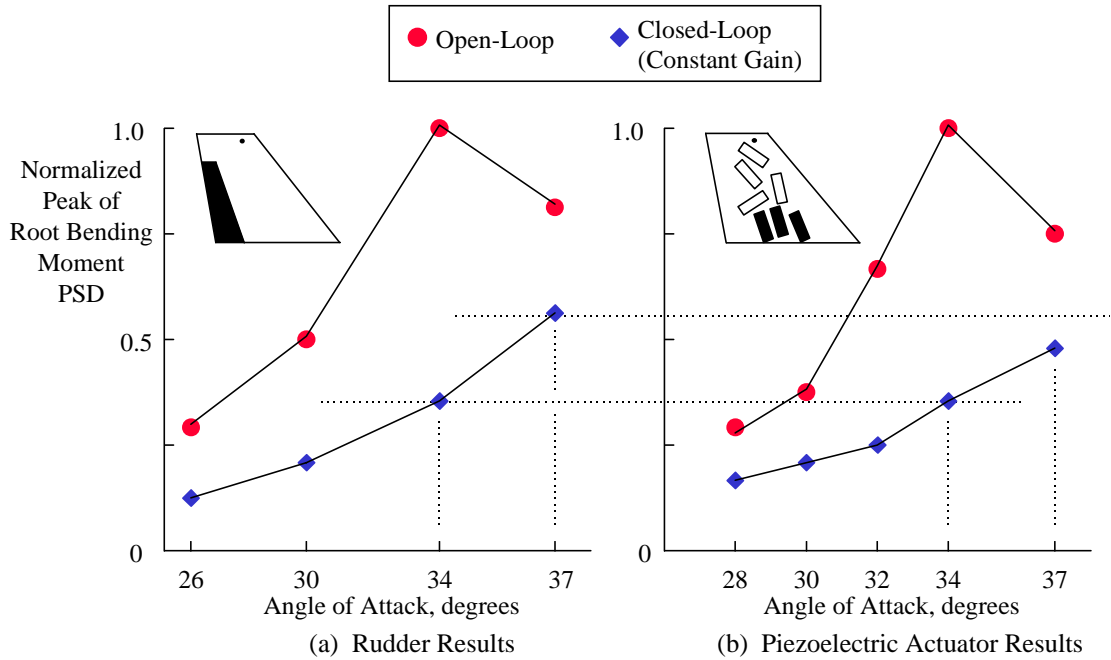 Open-Loop
Closed-Loop
(Constant Gain)
Normalized
Peak of
Root Bending
Moment
PSD
1.0
0.5
0
26 30 34 37
Angle of Attack, degrees
(a) Rudder Results
1.0
0.5
0
28 30 32 34 37
Angle of Attack, degrees
(b) Piezoelectric Actuator Results